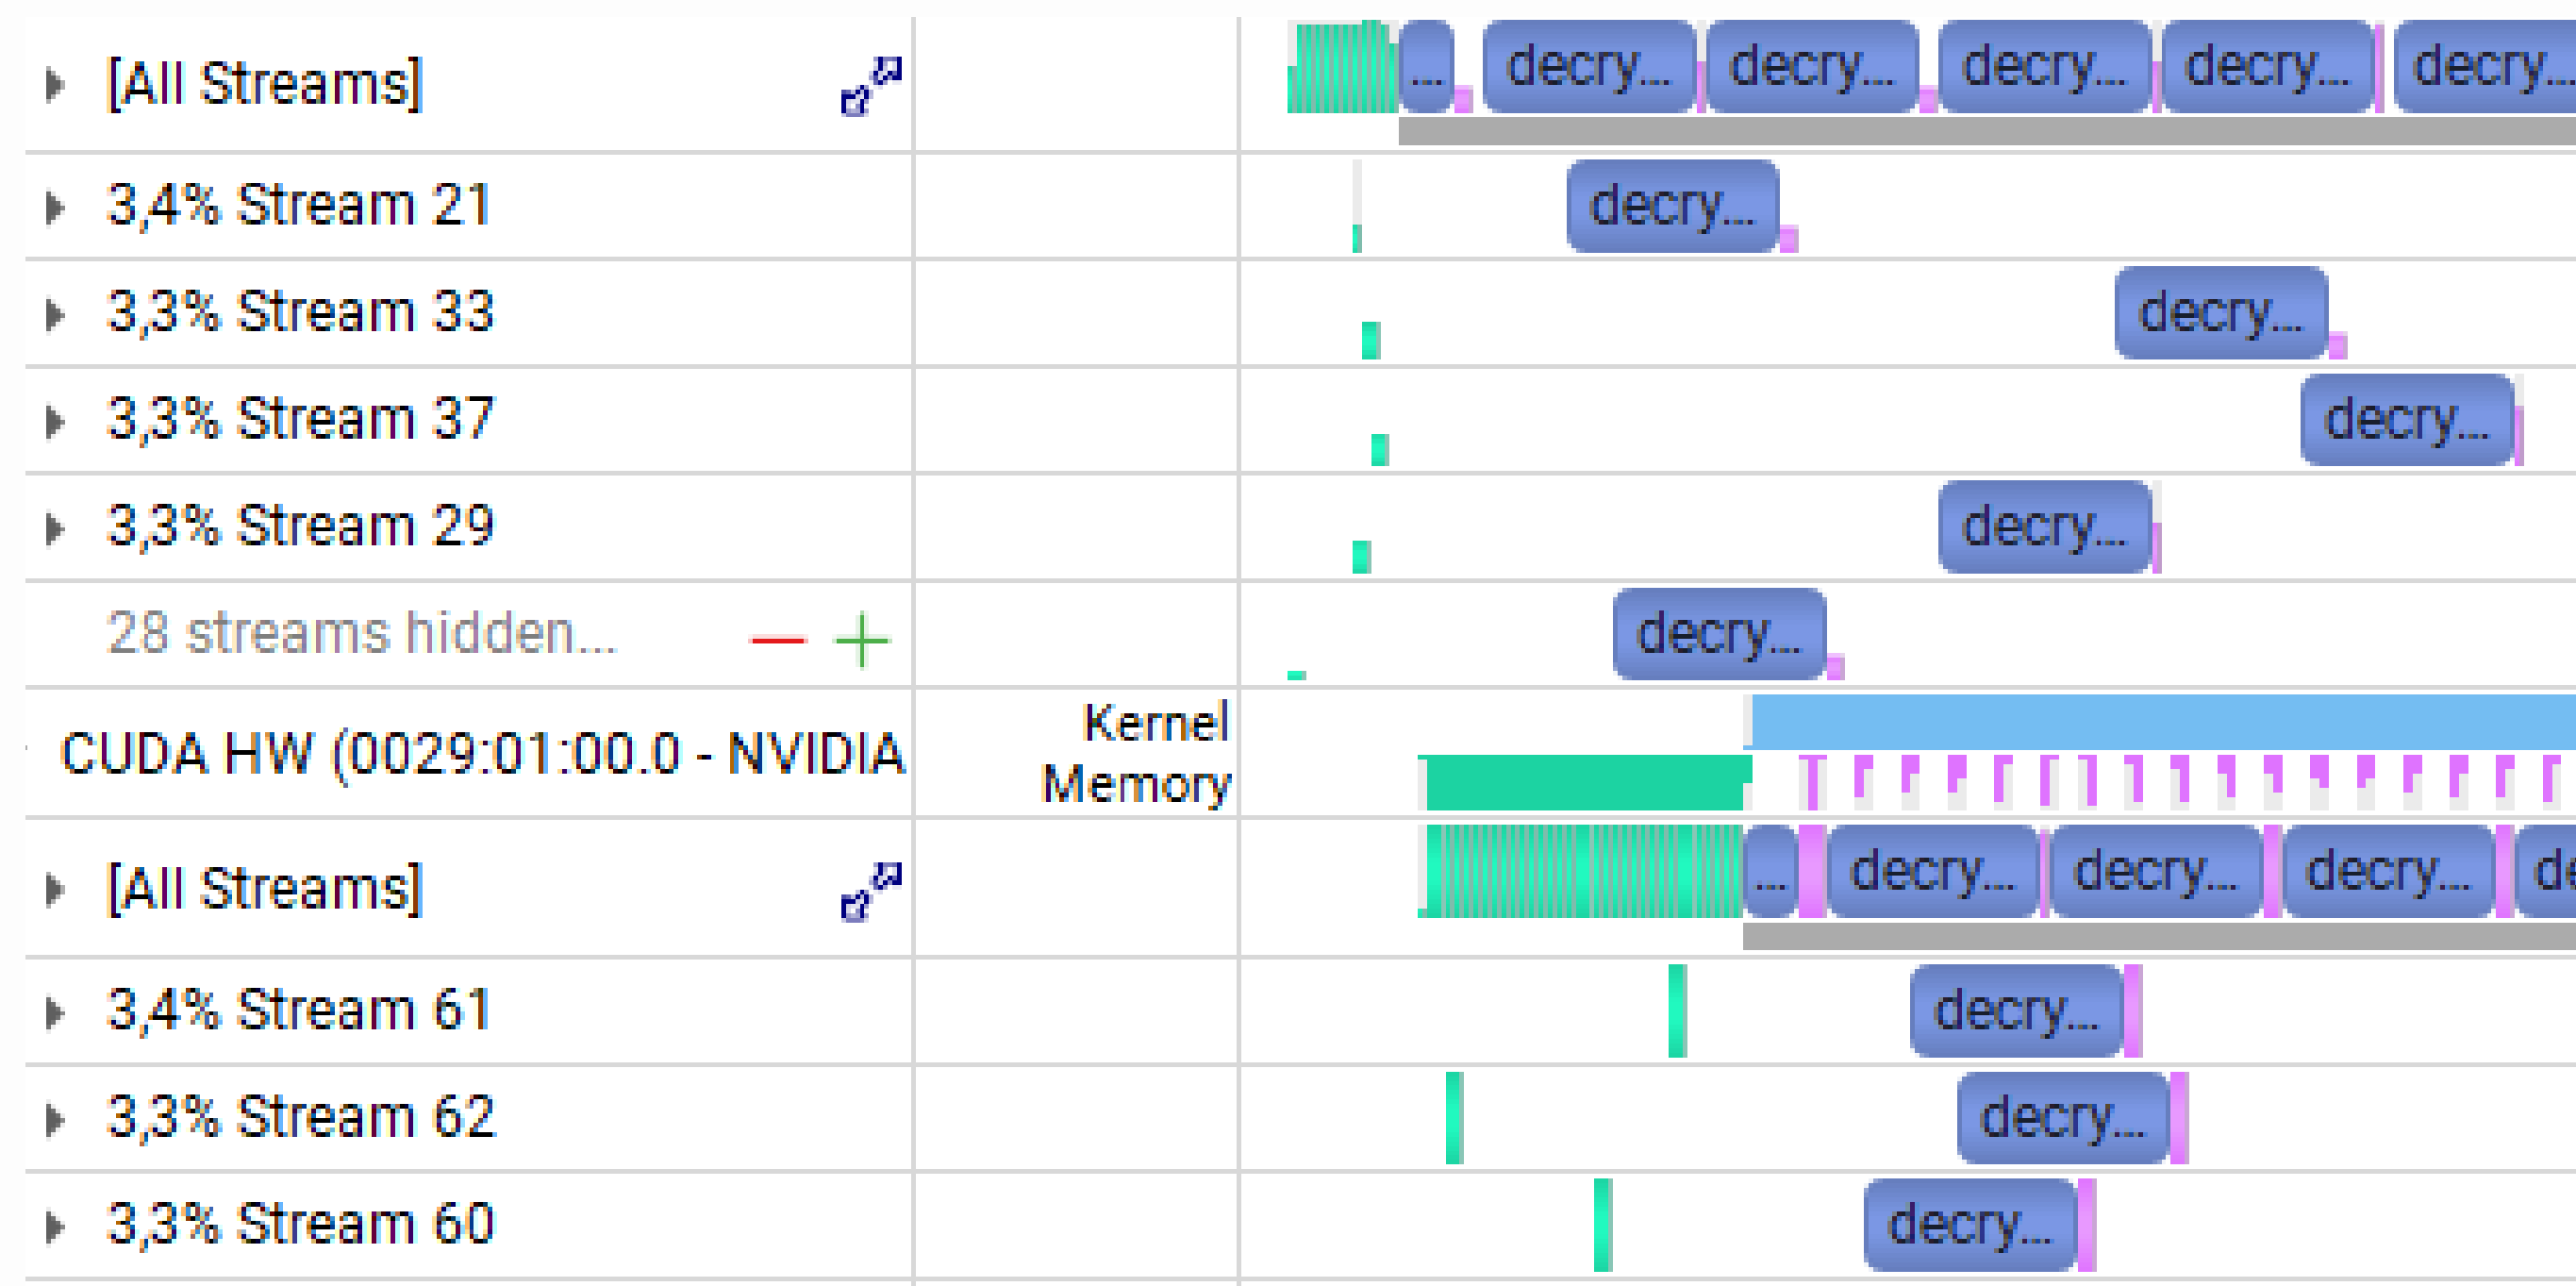 [All Streams] ... decry... decry... decry... decry... decry...
3,4% Stream 21 decry...
3,3% Stream 33 decry...
3,3% Stream 37 decry...
3,3% Stream 29 decry...
28 streams hidden... decry...
Kernel
CUDA HW (0029:01:00.0 - NVIDIA
Memory
[All Streams] ... decry... decry... decry... de
3,4% Stream 61 decry...
3,3% Stream 62 decry...
3,3% Stream 60 decry...